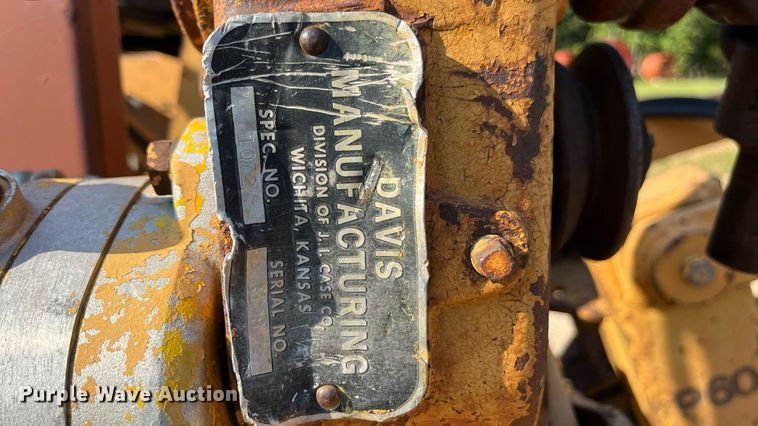 DAVIS
MANUFACTURING
DIVISION OF J.I. CASE CO.
WICHITA, KANSAS
SPEC. NO.
SERIAL NO.
Purple Wave Auction